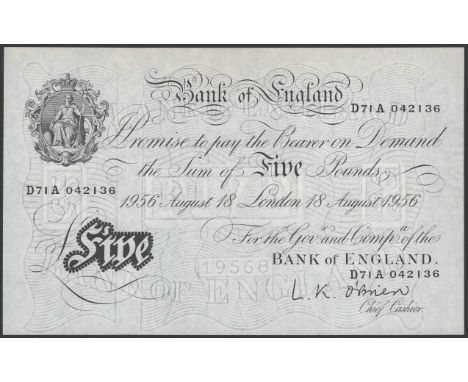 Bank of England
D71A 042136
I Promise to pay the Bearer on Demand
the Sum of Five Pounds
D71A 042136
1956 August 18 London 18 August 1956
For the Govr. and Compa. of the
£Five
BANK OF ENGLAND.
D71A 042136
L. K. O'Brien
Chief Cashier.